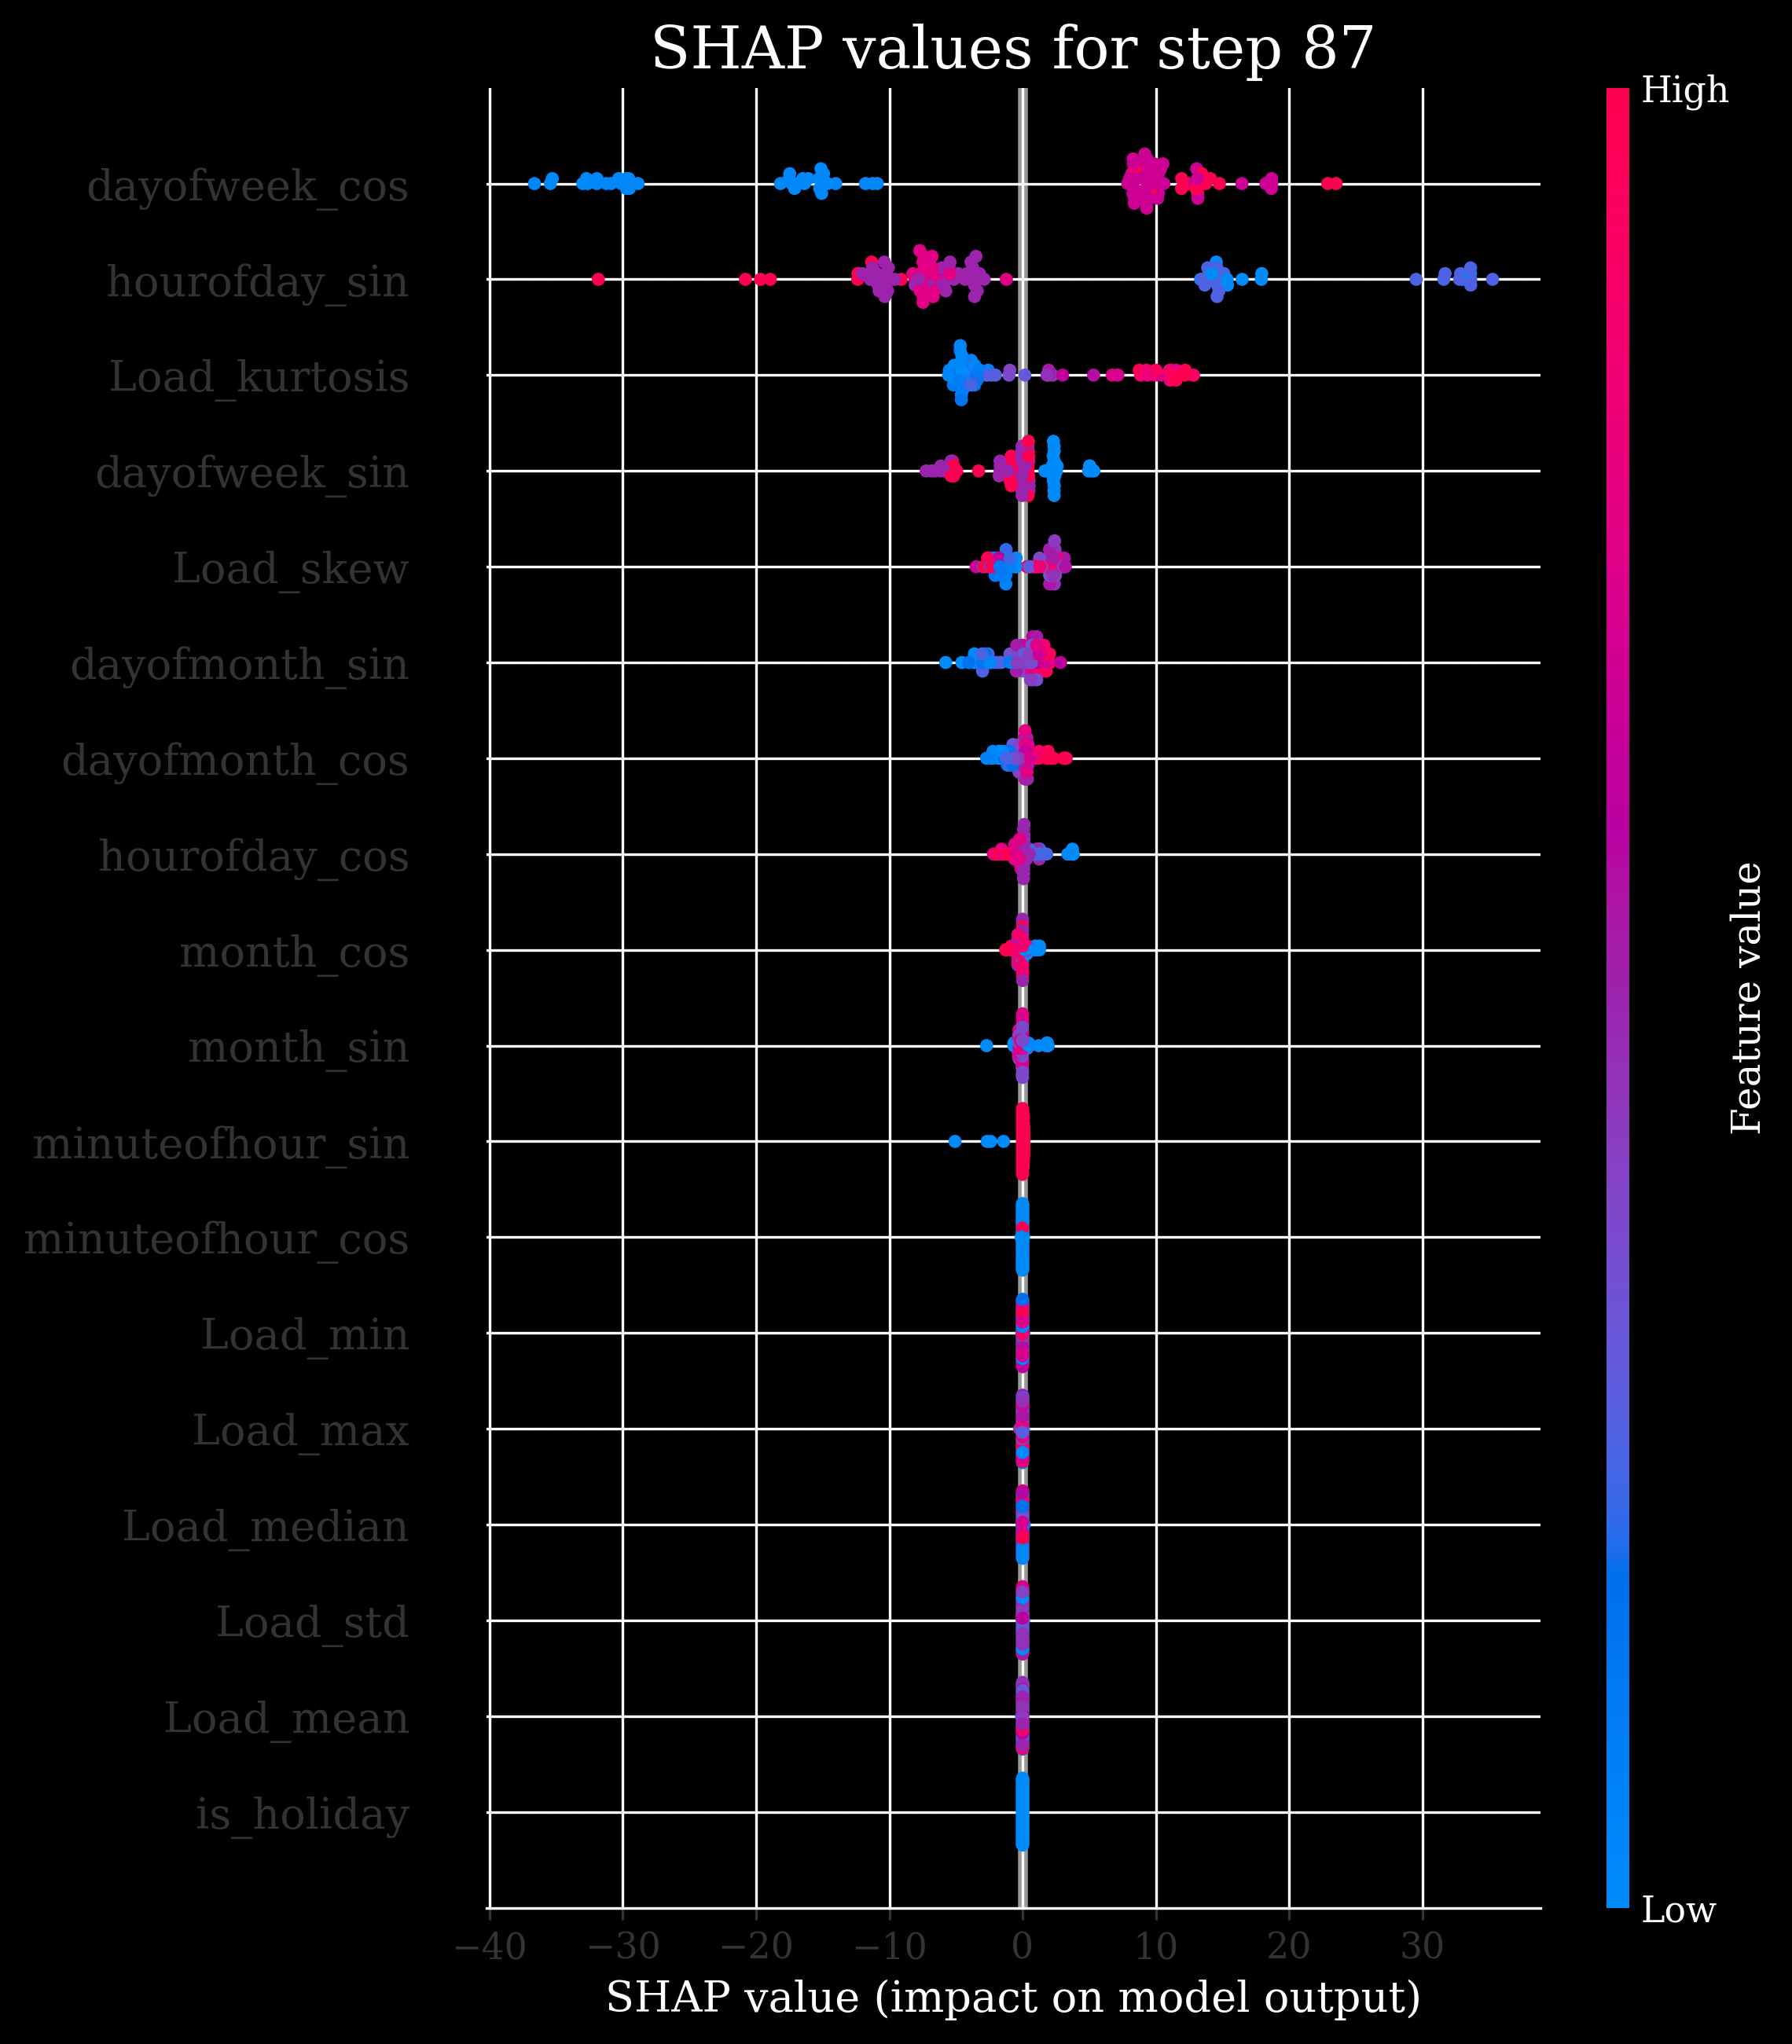 SHAP values for step 87
High
dayofweek_cos
hourofday_sin
Load_kurtosis
dayofweek_sin
Load_skew
dayofmonth_sin
dayofmonth_cos
hourofday_cos
month_cos
month_sin
minuteofhour_sin
minuteofhour_cos
Load_min
Load_max
Load_median
Load_std
Load_mean
is_holiday
Feature value
Low
−40 −30 −20 −10 0 10 20 30
SHAP value (impact on model output)